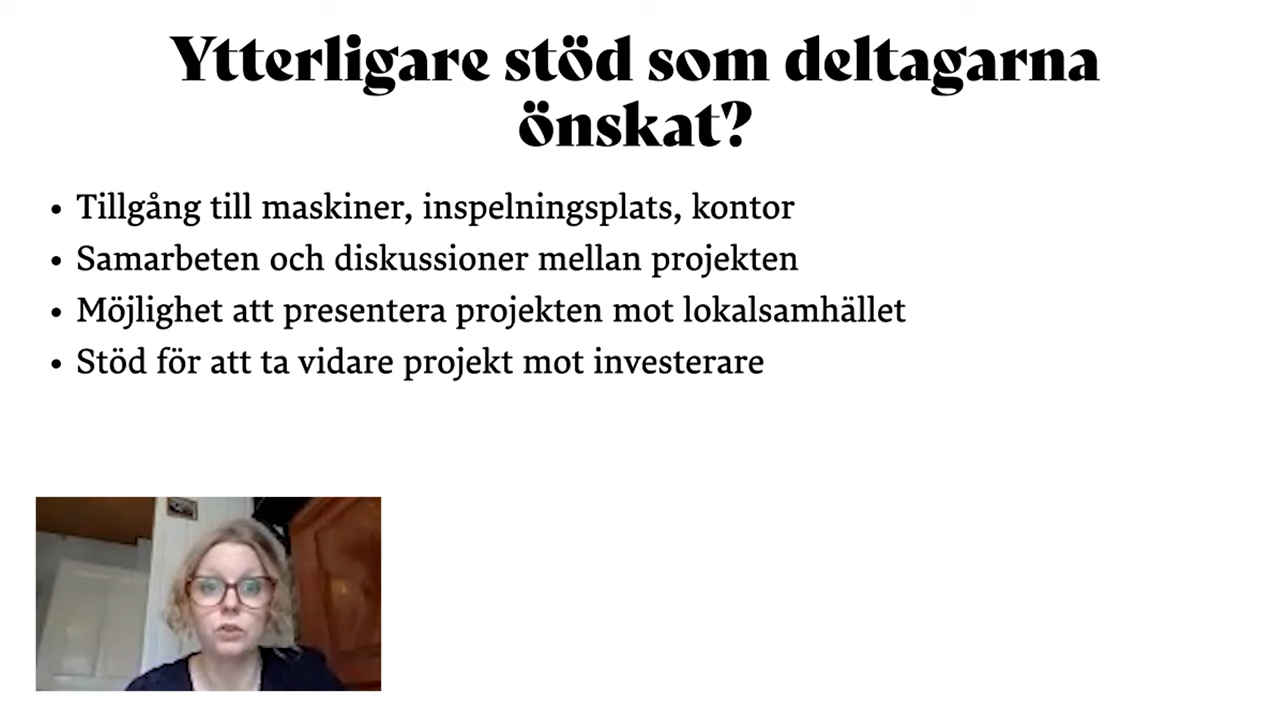 Ytterligare stöd som deltagarna
önskat?
• Tillgång till maskiner, inspelningsplats, kontor
• Samarbeten och diskussioner mellan projekten
• Möjlighet att presentera projekten mot lokalsamhället
• Stöd för att ta vidare projekt mot investerare